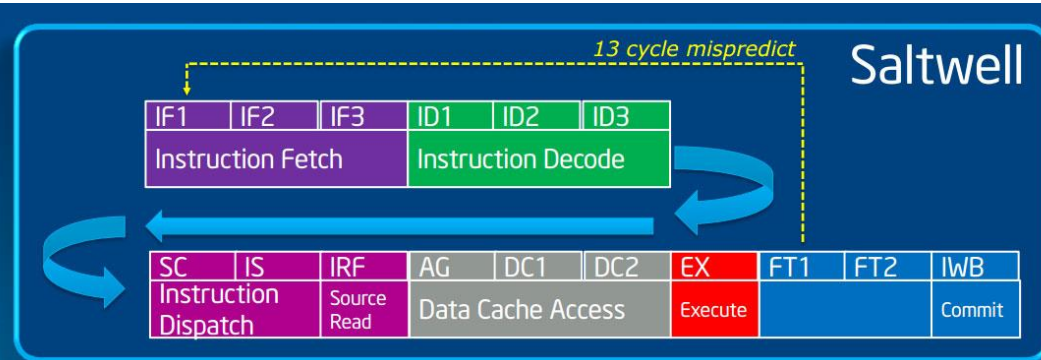 13 cycle mispredict
Saltwell
IF1 IF2 IF3 ID1 ID2 ID3
Instruction Fetch Instruction Decode
SC IS IRF AG DC1 DC2 EX FT1 FT2 IWB
Instruction
Dispatch
Source
Read
Data Cache Access
Execute
Commit